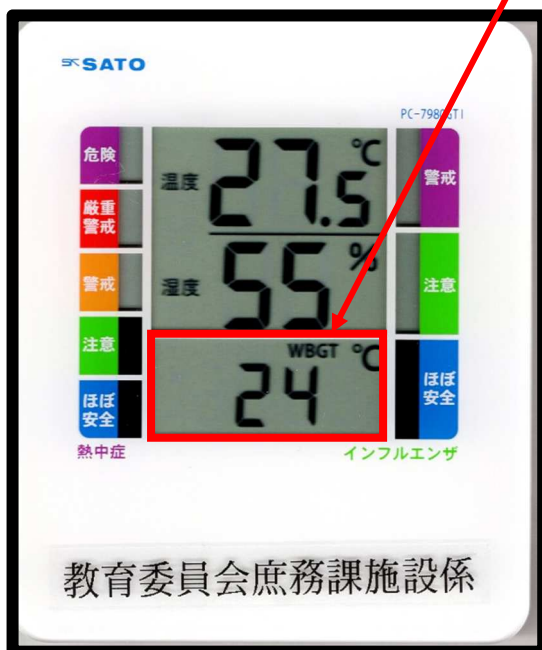 SATO
PC-7980GTI
危険
厳重
警戒
警戒
注意
ほぼ
安全
熱中症
温度 27.5 ℃
湿度 55 %
WBGT ℃
24
警戒
注意
ほぼ
安全
インフルエンザ
教育委員会庶務課施設係